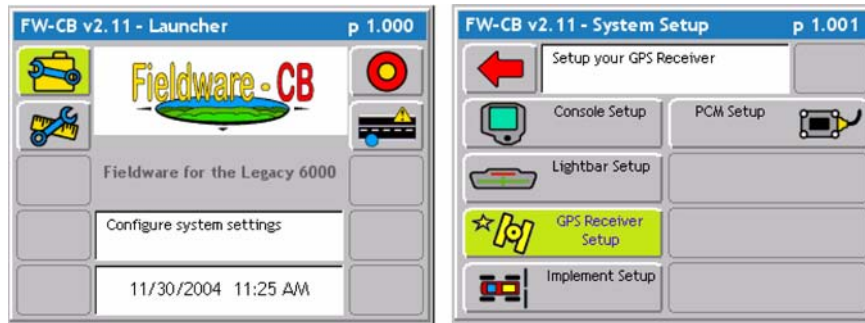 FW-CB v2.11 - Launcher p 1.000
Fieldware - CB
Fieldware for the Legacy 6000
Configure system settings
11/30/2004 11:25 AM
FW-CB v2.11 - System Setup p 1.001
Setup your GPS Receiver
Console Setup
PCM Setup
Lightbar Setup
GPS Receiver
Setup
Implement Setup